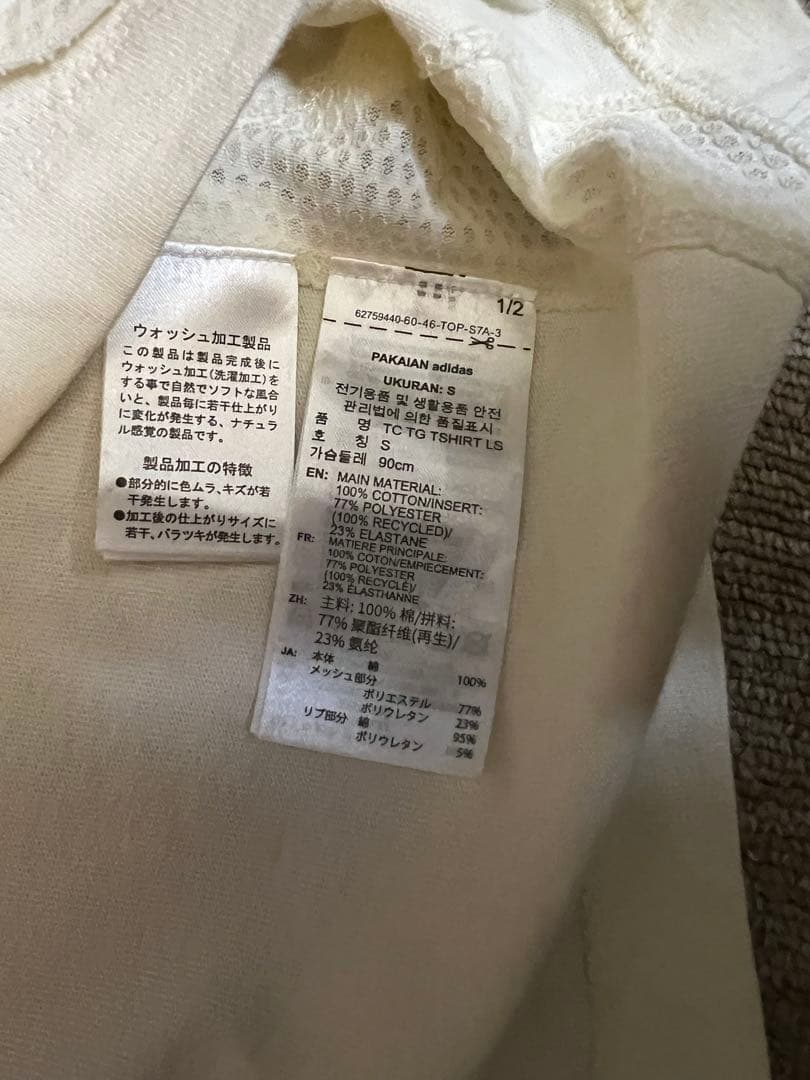 ウォッシュ加工製品
この製品は製品完成後に
ウォッシュ加工(洗濯加工)を
する事で自然でソフトな風合
いと、製品毎に若干仕上がり
に変化が発生する、ナチュラ
ル感覚の製品です。
製品加工の特徴
●部分的に色ムラ、キズが若
干発生します。
●加工後の仕上がりサイズに
若干、バラツキが発生します。
1/2
62759440-60-46-TOP-S7A-3
PAKAIAN adidas
UKURAN: S
전기용품 및 생활용품 안전
관리법에 의한 품질표시
품 명 TC TG TSHIRT LS
호 칭 S
가슴둘레 90cm
EN: MAIN MATERIAL:
100% COTTON/INSERT:
77% POLYESTER
(100% RECYCLED)/
23% ELASTANE
FR: MATIERE PRINCIPALE:
100% COTON/EMPIECEMENT:
77% POLYESTER
(100% RECYCLÉ)/
23% ÉLASTHANNE
ZH: 主料: 100% 棉/拼料:
77% 聚酯纤维(再生)/
23% 氨纶
JA: 本体 綿 100%
メッシュ部分
ポリエステル 77%
ポリウレタン 23%
リブ部分 綿 95%
ポリウレタン 5%